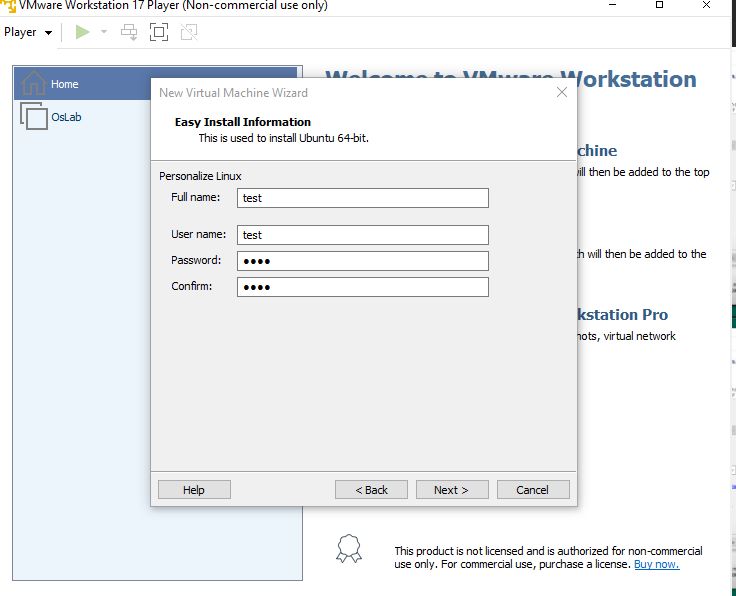 VMware Workstation 17 Player (Non-commercial use only)
Player
Home
OsLab
Welcome to VMware Workstation
New Virtual Machine Wizard
Easy Install Information
This is used to install Ubuntu 64-bit.
Personalize Linux
Full name: test
User name: test
Password: ●●●●
Confirm: ●●●●
Help
< Back
Next >
Cancel
will then be added to the top
will then be added to the
Pro
virtual network
This product is not licensed and is authorized for non-commercial
use only. For commercial use, purchase a license. Buy now.